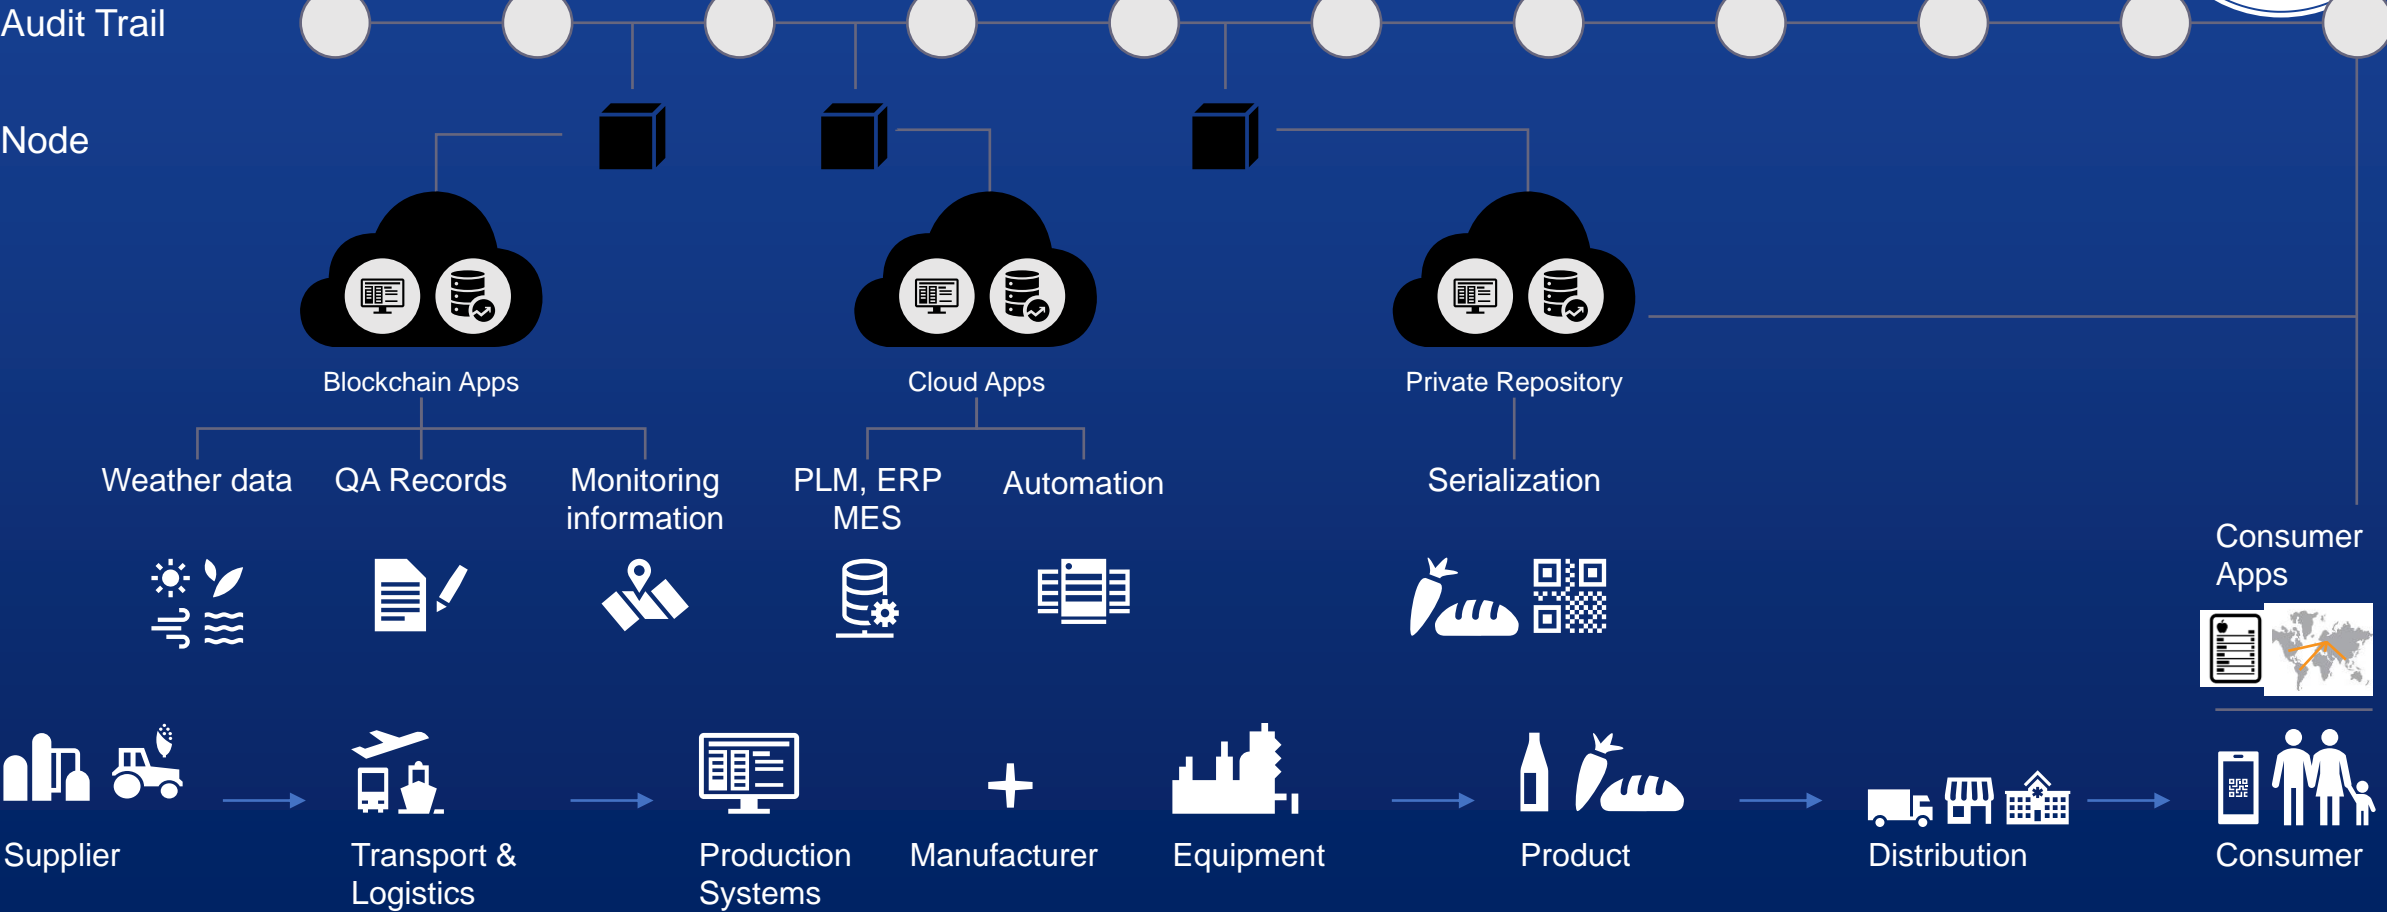 Audit Trail
Node
Blockchain Apps
Cloud Apps
Private Repository
Weather data
QA Records
Monitoring
information
PLM, ERP
MES
Automation
Serialization
Consumer
Apps
Supplier
Transport &
Logistics
Production
Systems
Manufacturer
Equipment
Product
Distribution
Consumer